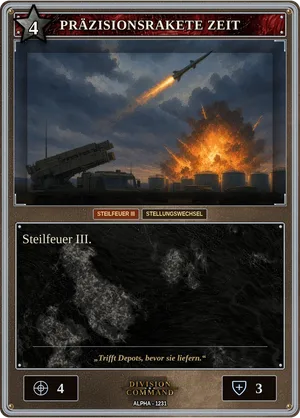 4
PRÄZISIONSRAKETE ZEIT
STEILFEUER III
STELLUNGSWECHSEL
Steilfeuer III.
„Trifft Depots, bevor sie liefern.“
4
DIVISION
COMMAND
ALPHA - 1231
3